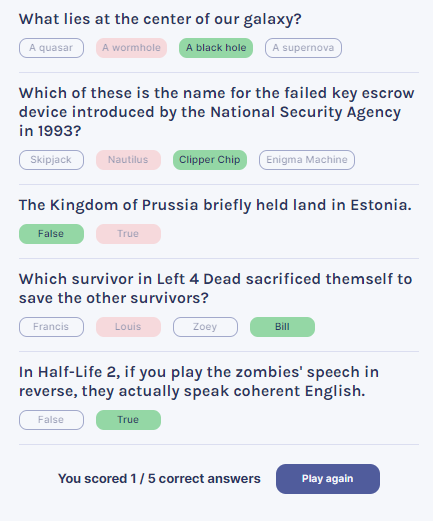 What lies at the center of our galaxy?
A quasar A wormhole A black hole A supernova
Which of these is the name for the failed key escrow
device introduced by the National Security Agency
in 1993?
Skipjack Nautilus Clipper Chip Enigma Machine
The Kingdom of Prussia briefly held land in Estonia.
False True
Which survivor in Left 4 Dead sacrificed themself to
save the other survivors?
Francis Louis Zoey Bill
In Half-Life 2, if you play the zombies' speech in
reverse, they actually speak coherent English.
False True
You scored 1 / 5 correct answers Play again